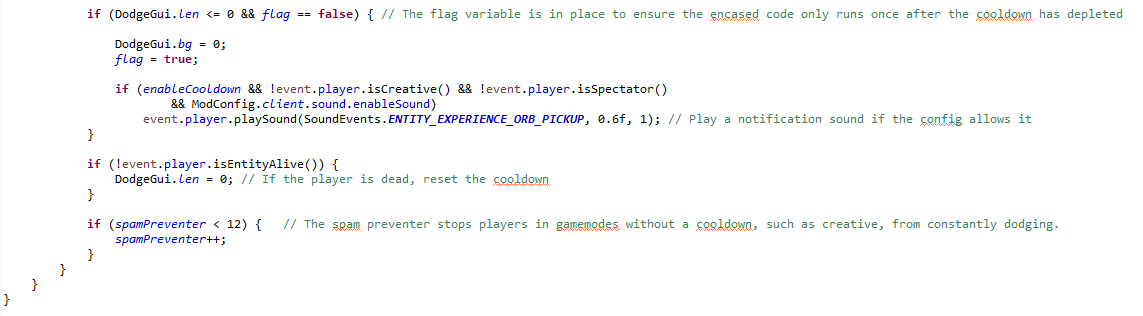 if (DodgeGui.len <= 0 && flag == false) { // The flag variable is in place to ensure the encased code only runs once after the cooldown has depleted
DodgeGui.bg = 0;
flag = true;
if (enableCooldown && !event.player.isCreative() && !event.player.isSpectator()
&& ModConfig.client.sound.enableSound)
event.player.playSound(SoundEvents.ENTITY_EXPERIENCE_ORB_PICKUP, 0.6f, 1); // Play a notification sound if the config allows it
}
if (!event.player.isEntityAlive()) {
DodgeGui.len = 0; // If the player is dead, reset the cooldown
}
if (spamPreventer < 12) { // The spam preventer stops players in gamemodes without a cooldown, such as creative, from constantly dodging.
spamPreventer++;
}
}
}
}